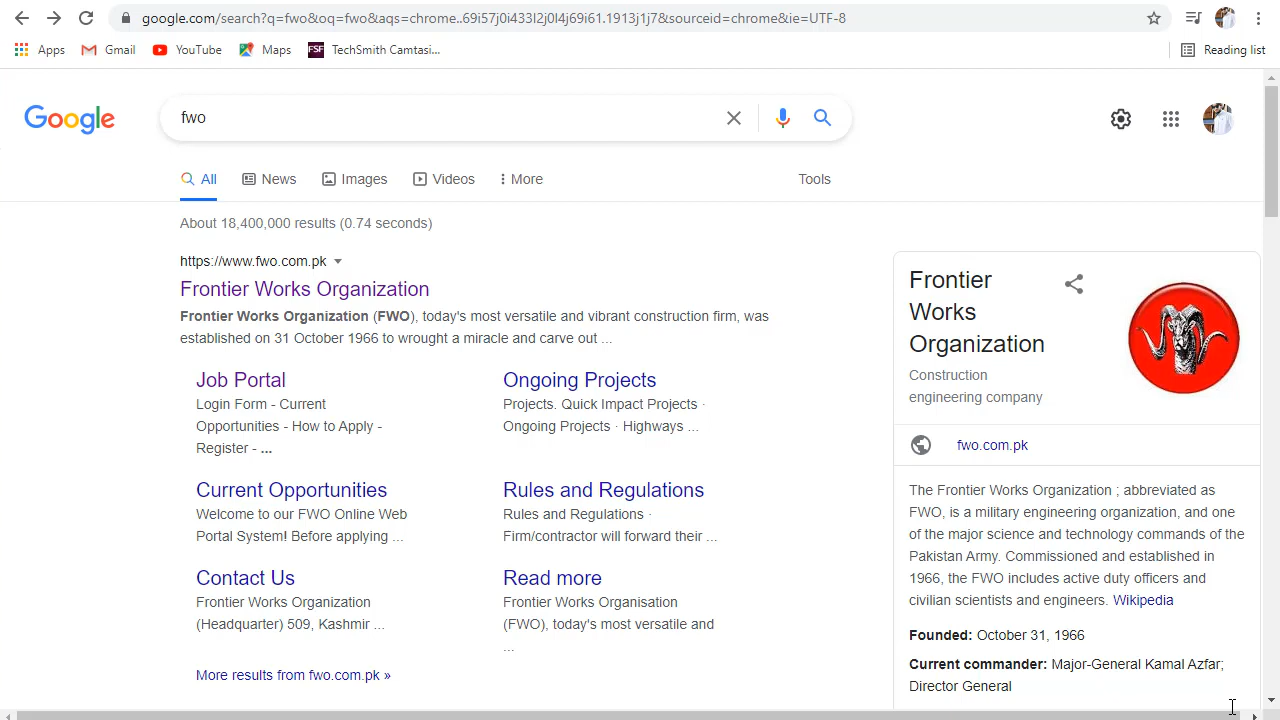 google.com/search?q=fwo&oq=fwo&aqs=chrome..69i57j0i433l2j0l4j69i61.1913j1j7&sourceid=chrome&ie=UTF-8
Apps Gmail YouTube Maps FSF TechSmith Camtasi... Reading list
Google fwo
All News Images Videos More Tools
About 18,400,000 results (0.74 seconds)
https://www.fwo.com.pk
Frontier Works Organization
Frontier Works Organization (FWO), today's most versatile and vibrant construction firm, was
established on 31 October 1966 to wrought a miracle and carve out ...
Job Portal
Login Form - Current
Opportunities - How to Apply -
Register - ...
Ongoing Projects
Projects. Quick Impact Projects ·
Ongoing Projects · Highways ...
Current Opportunities
Welcome to our FWO Online Web
Portal System! Before applying ...
Rules and Regulations
Rules and Regulations ·
Firm/contractor will forward their ...
Contact Us
Frontier Works Organization
(Headquarter) 509, Kashmir ...
Read more
Frontier Works Organisation
(FWO), today's most versatile and
...
More results from fwo.com.pk »
Frontier
Works
Organization
Construction
engineering company
fwo.com.pk
The Frontier Works Organization ; abbreviated as
FWO, is a military engineering organization, and one
of the major science and technology commands of the
Pakistan Army. Commissioned and established in
1966, the FWO includes active duty officers and
civilian scientists and engineers. Wikipedia
Founded: October 31, 1966
Current commander: Major-General Kamal Azfar;
Director General